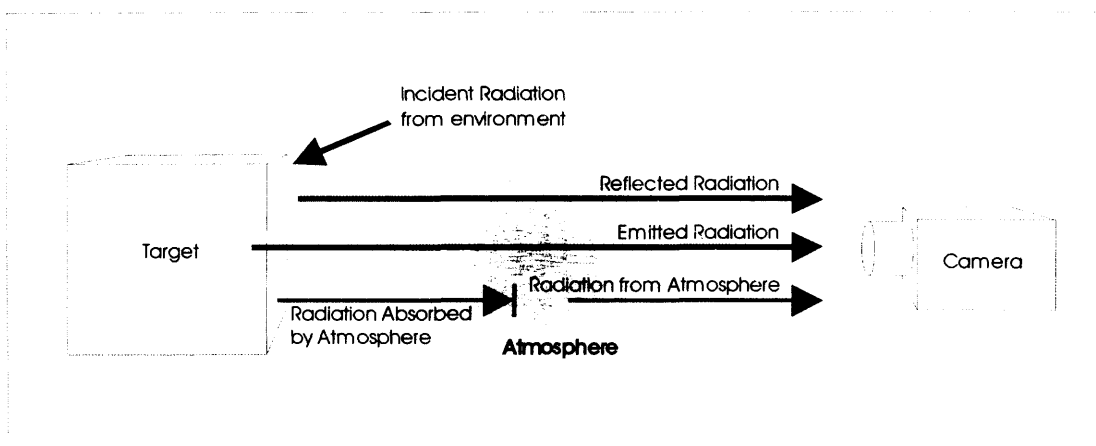 Incident Radiation
from environment
Reflected Radiation
Target
Emitted Radiation
Camera
Radiation from Atmosphere
Radiation Absorbed
by Atmosphere
Atmosphere